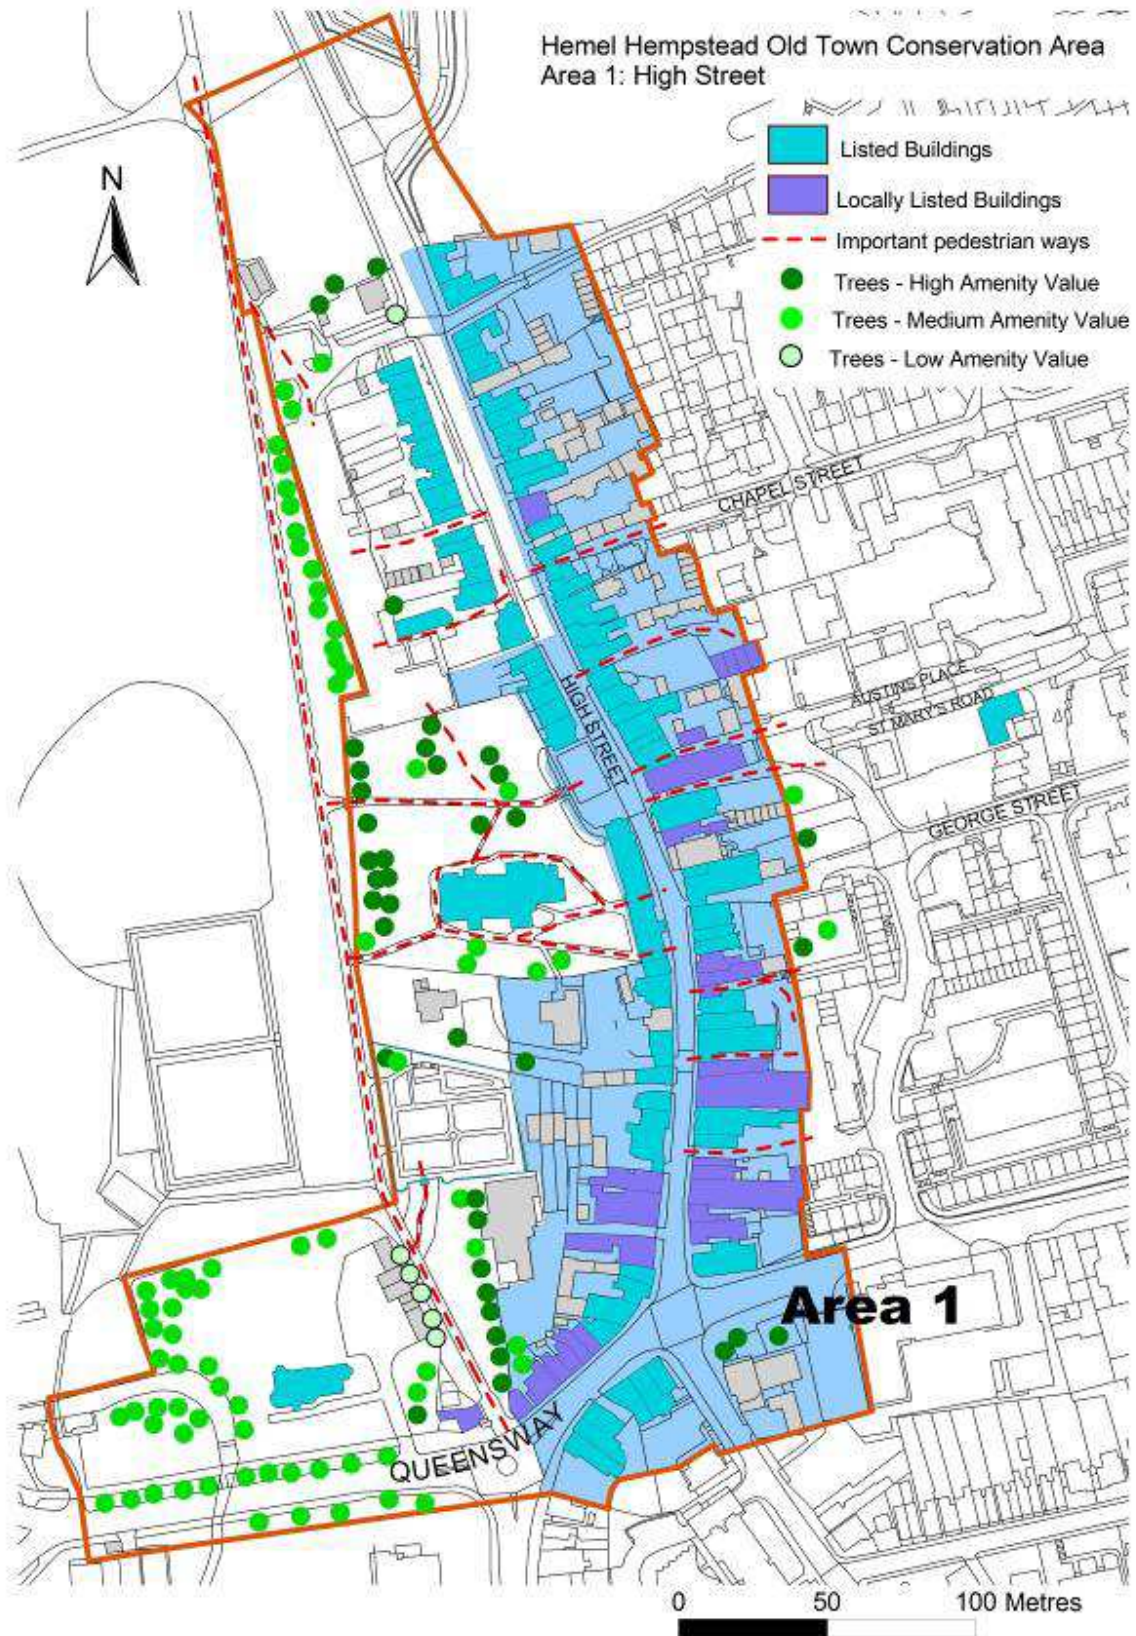 Hemel Hempstead Old Town Conservation Area
Area 1: High Street
Listed Buildings
Locally Listed Buildings
Important pedestrian ways
Trees - High Amenity Value
Trees - Medium Amenity Value
Trees - Low Amenity Value
N
CHAPEL STREET
HIGH STREET
AUSTINS PLACE
ST MARY'S ROAD
GEORGE STREET
Area 1
QUEENSWAY
0 50 100 Metres